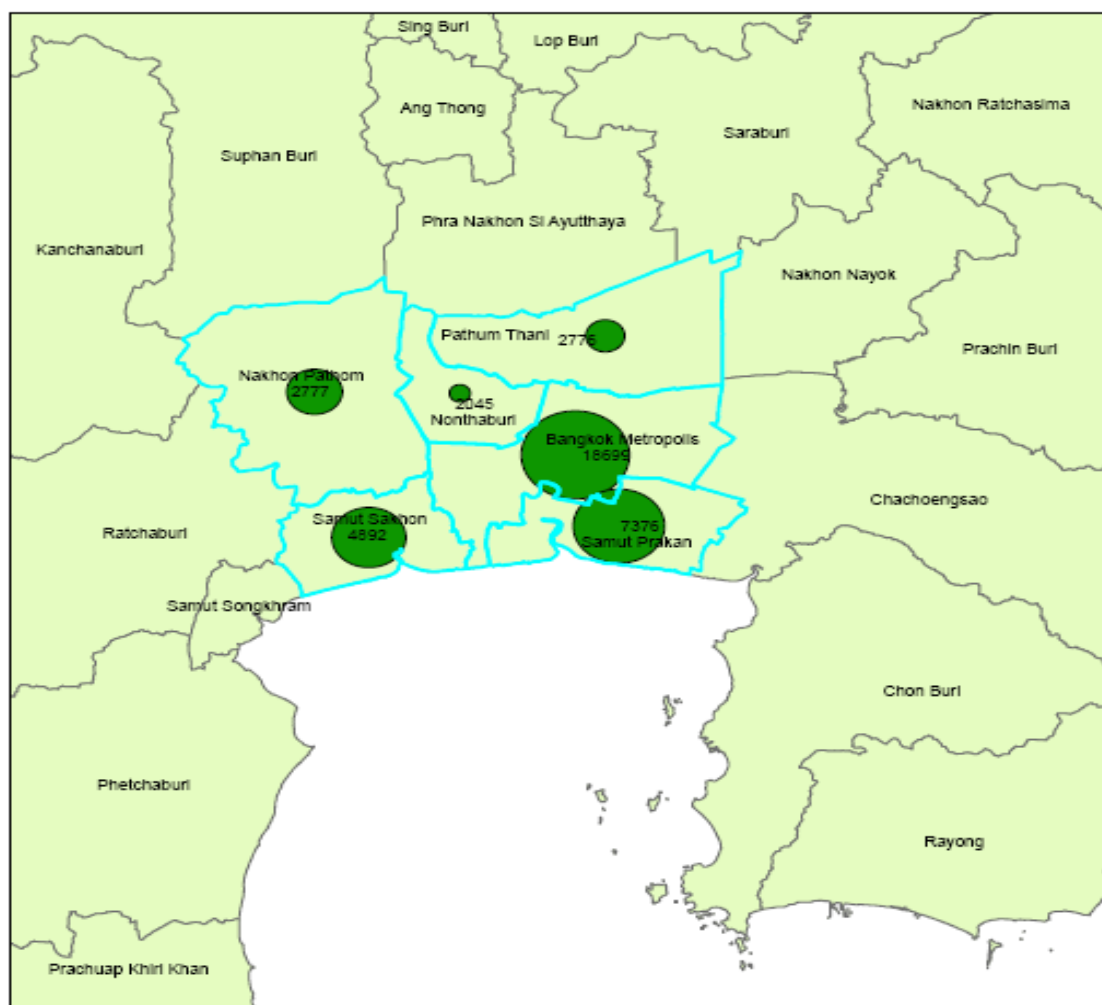 Sing Buri
Lop Buri
Ang Thong
Nakhon Ratchasima
Saraburi
Suphan Buri
Phra Nakhon Si Ayutthaya
Kanchanaburi
Nakhon Nayok
Pathum Thani
2776
Prachin Buri
Nakhon Pathom
2777
2045
Nonthaburi
Bangkok Metropolis
18699
Chachoengsao
Samut Sakhon
4892
7376
Samut Prakan
Ratchaburi
Samut Songkhram
Chon Buri
Phetchaburi
Rayong
Prachuap Khiri Khan